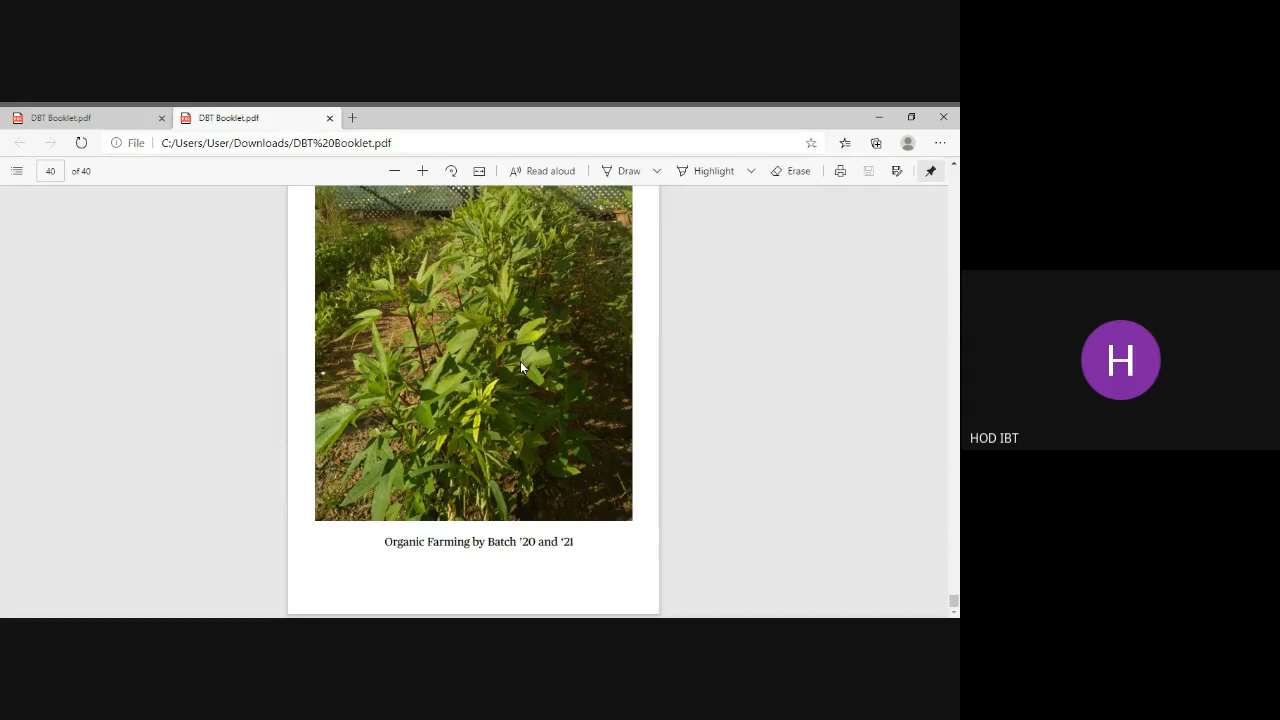 DBT Booklet.pdf
DBT Booklet.pdf
File C:/Users/User/Downloads/DBT%20Booklet.pdf
40 of 40 Read aloud Draw Highlight Erase
Organic Farming by Batch '20 and '21
H
HOD IBT